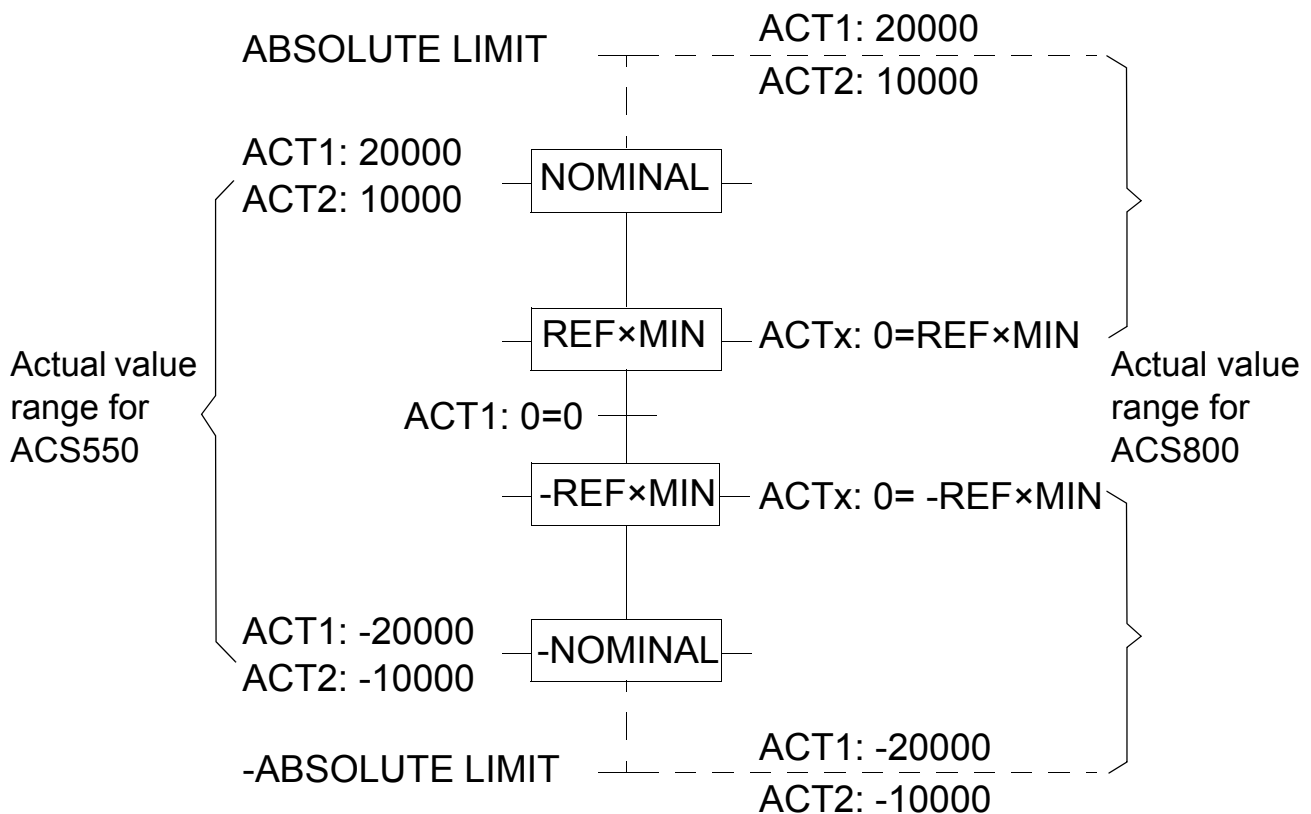 ABSOLUTE LIMIT
ACT1: 20000
ACT2: 10000
ACT1: 20000
ACT2: 10000
NOMINAL
REF×MIN
ACTx: 0=REF×MIN
Actual value
range for
ACS550
ACT1: 0=0
Actual value
range for
ACS800
-REF×MIN
ACTx: 0= -REF×MIN
ACT1: -20000
ACT2: -10000
-NOMINAL
-ABSOLUTE LIMIT
ACT1: -20000
ACT2: -10000